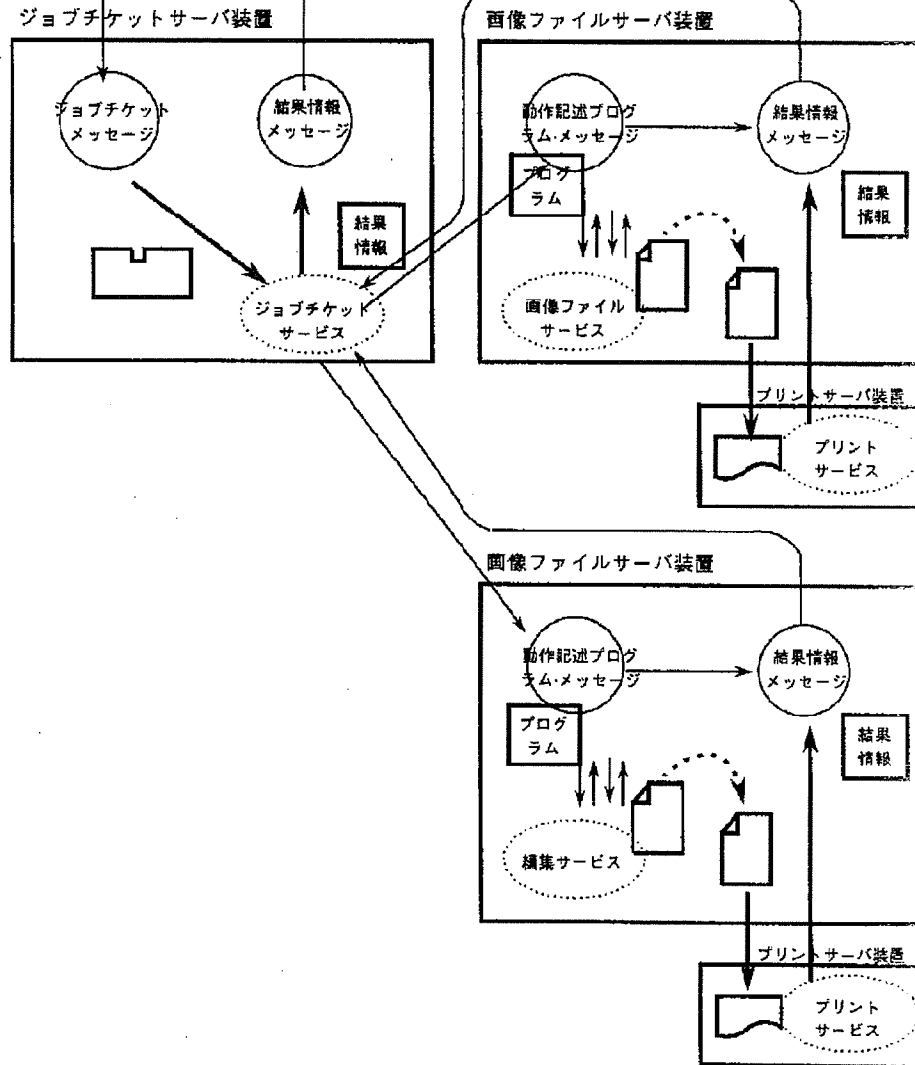 ジョブチケットサーバ装置
ジョブチケット
メッセージ
結果情報
メッセージ
結果
情報
ジョブチケット
サービス
画像ファイルサーバ装置
動作記述プログ
ラム・メッセージ
プログ
ラム
結果情報
メッセージ
結果
情報
画像ファイル
サービス
プリントサーバ装置
プリント
サービス
画像ファイルサーバ装置
動作記述プログ
ラム・メッセージ
プログ
ラム
結果情報
メッセージ
結果
情報
編集サービス
プリントサーバ装置
プリント
サービス